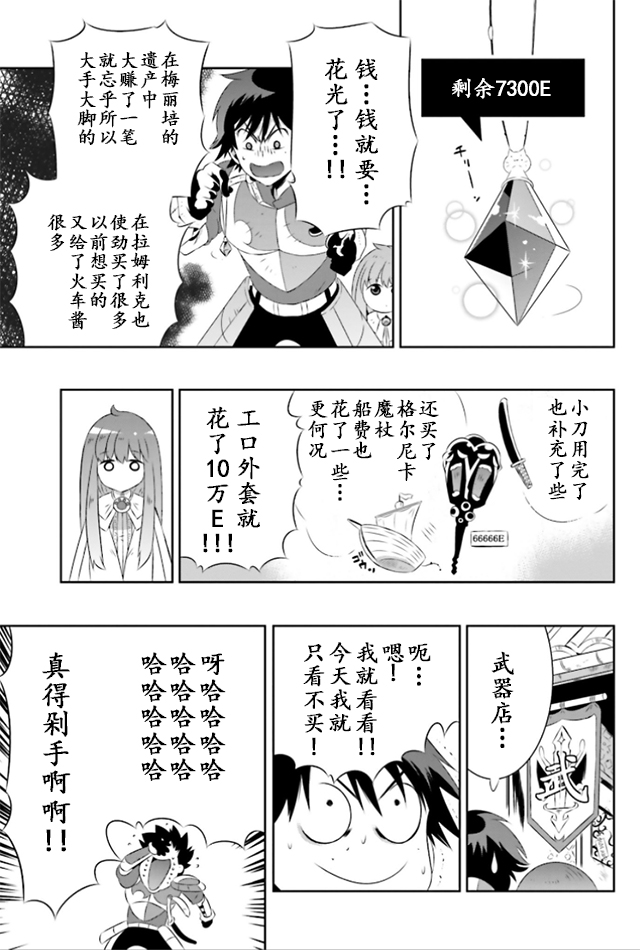 剩余7300E
チリ…
钱…钱就要…
花光了…!!
在梅丽培的
遗产中
大赚了一笔
就忘乎所以
大手大脚的
在拉姆利克也
使劲买了很多
以前想买的
又给了火车酱
很多
小刀用完了
也补充了些
还买了
格尔尼卡
魔杖
船费也
花了一些…
更何况
66666E
工口外套就
花了10万E
!!!
武器店…
武
呃…
嗯!
我就看看!!
今天我就
只看不买!
呀哈哈哈哈
哈哈哈哈哈
哈哈哈哈哈
真得剁手啊啊!!